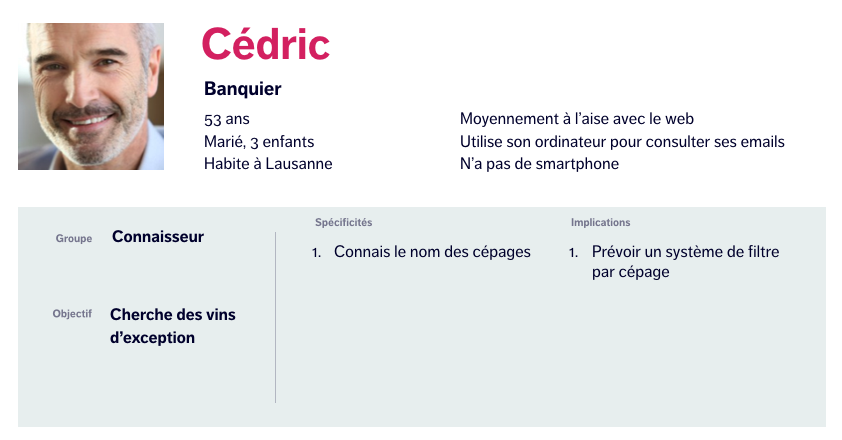 Cédric
Banquier
53 ans
Marié, 3 enfants
Habite à Lausanne
Moyennement à l'aise avec le web
Utilise son ordinateur pour consulter ses emails
N'a pas de smartphone
Groupe Connaisseur
Objectif Cherche des vins
d'exception
Spécificités
1. Connais le nom des cépages
Implications
1. Prévoir un système de filtre
par cépage